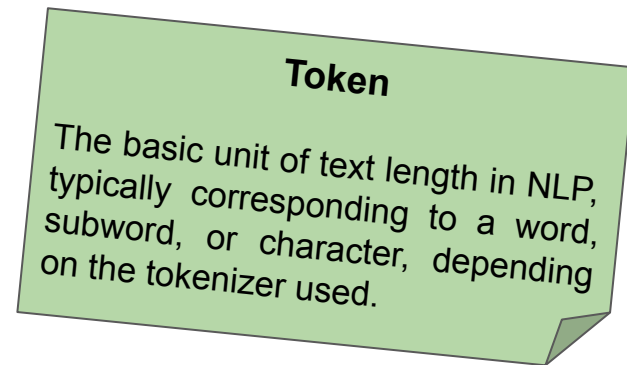 Token
The basic unit of text length in NLP,
typically corresponding to a word,
subword, or character, depending
on the tokenizer used.